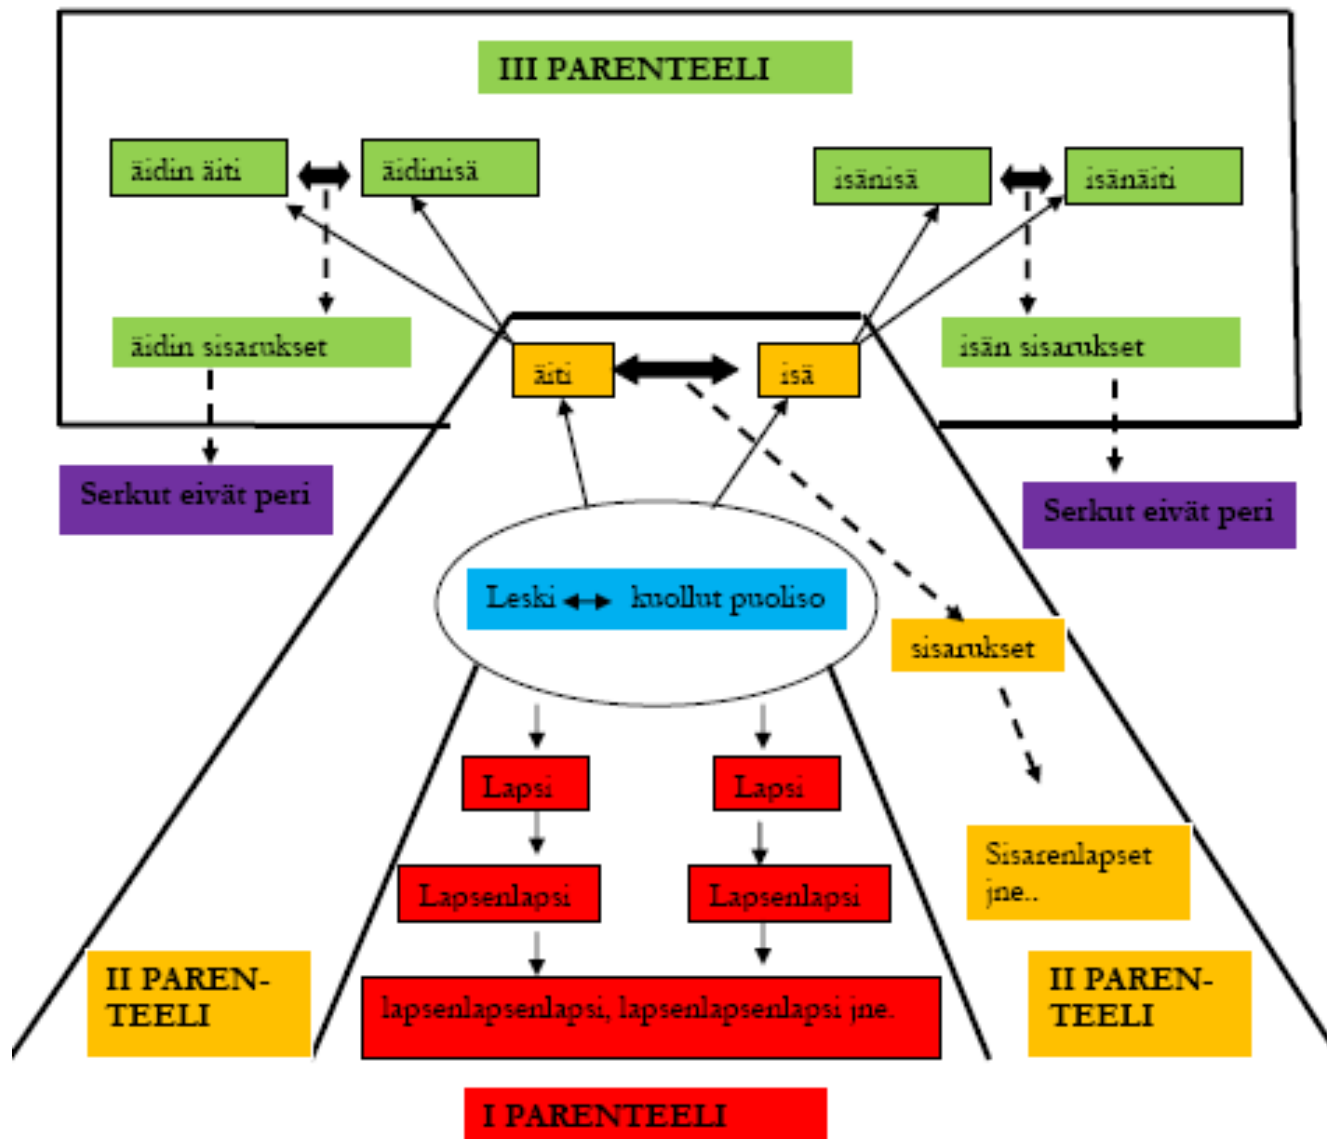 III PARENTEELI
äidin äiti
äidinisä
isänisä
isänäiti
äidin sisarukset
isän sisarukset
äiti
isä
Serkut eivät peri
Serkut eivät peri
Leski
kuollut puoliso
sisarukset
Lapsi
Lapsi
Sisarenlapset
jne..
Lapsenlapsi
Lapsenlapsi
II PAREN-
TEELI
II PAREN-
TEELI
lapsenlapsenlapsi, lapsenlapsenlapsi jne.
I PARENTEELI